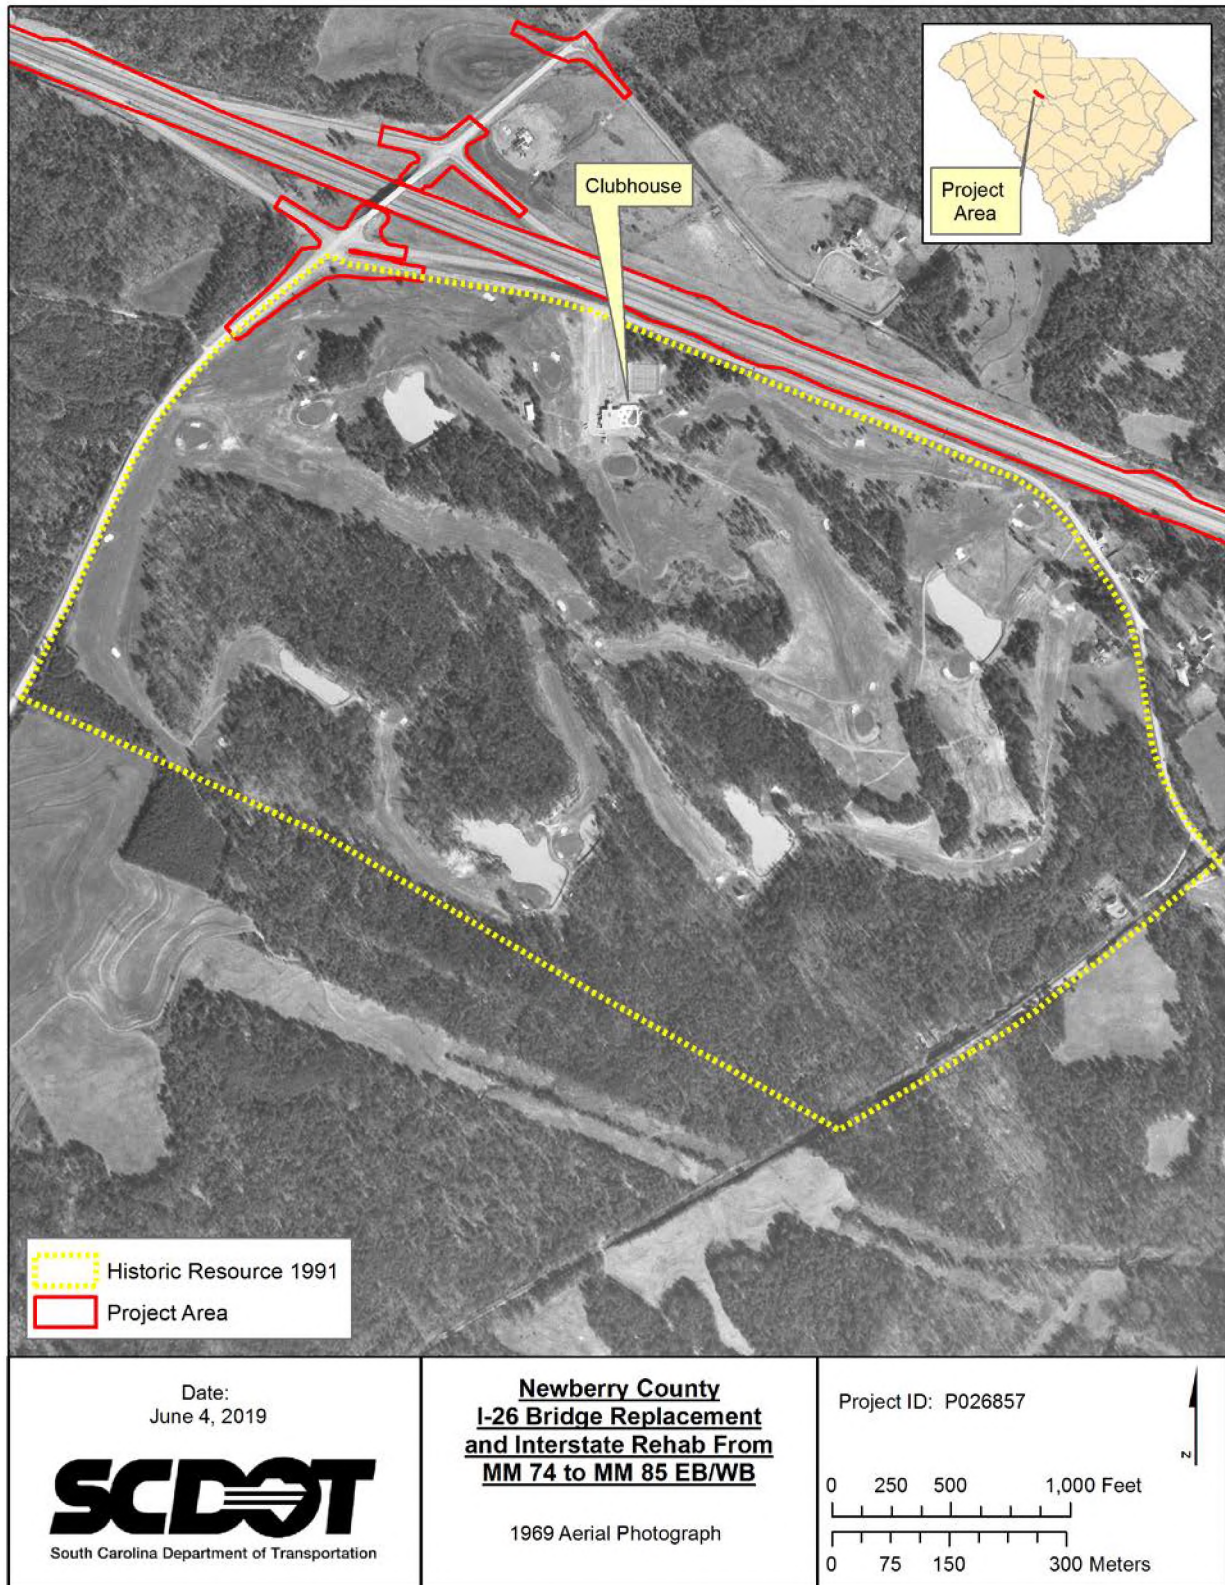 Clubhouse
Project
Area
Historic Resource 1991
Project Area
Date:
June 4, 2019
SCDOT
South Carolina Department of Transportation
Newberry County
I-26 Bridge Replacement
and Interstate Rehab From
MM 74 to MM 85 EB/WB
1969 Aerial Photograph
Project ID: P026857
N
0 250 500 1,000 Feet
0 75 150 300 Meters